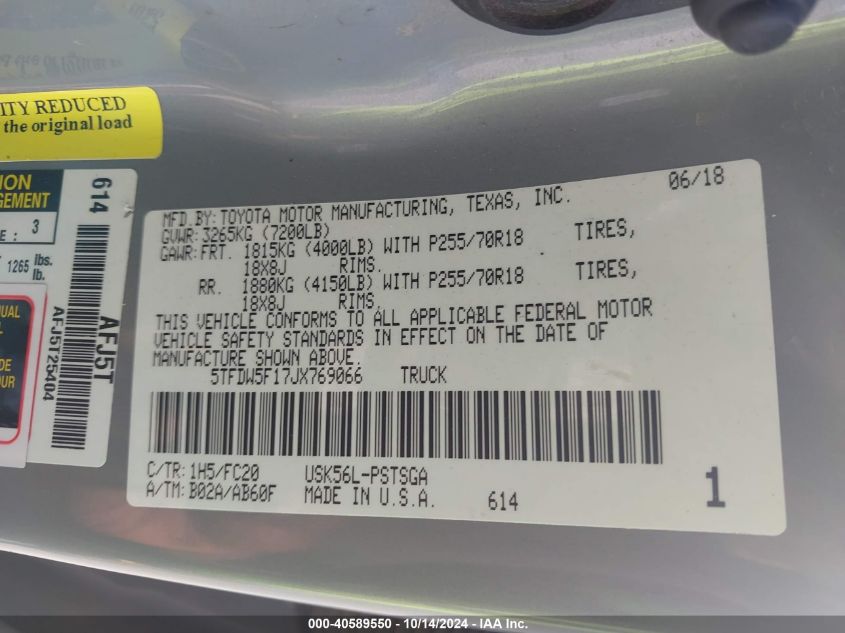 ITY REDUCED
the original load
ION
GEMENT
E : 3
1265 lbs.
lb.
614
AFJ5T
AFJ5T25404
NUAL
DE
OUR
06/18
MFD.BY: TOYOTA MOTOR MANUFACTURING, TEXAS, INC.
GVWR: 3265KG (7200LB)
GAWR: FRT. 1815KG (4000LB) WITH P255/70R18 TIRES,
18X8J RIMS.
RR. 1880KG (4150LB) WITH P255/70R18 TIRES,
18X8J RIMS.
THIS VEHICLE CONFORMS TO ALL APPLICABLE FEDERAL MOTOR
VEHICLE SAFETY STANDARDS IN EFFECT ON THE DATE OF
MANUFACTURE SHOWN ABOVE.
5TFDW5F17JX769066 TRUCK
C/TR: 1H5/FC20 USK56L-PSTSGA
A/TM: B02A/AB60F MADE IN U.S.A. 614 1
000-40589550 - 10/14/2024 - IAA Inc.